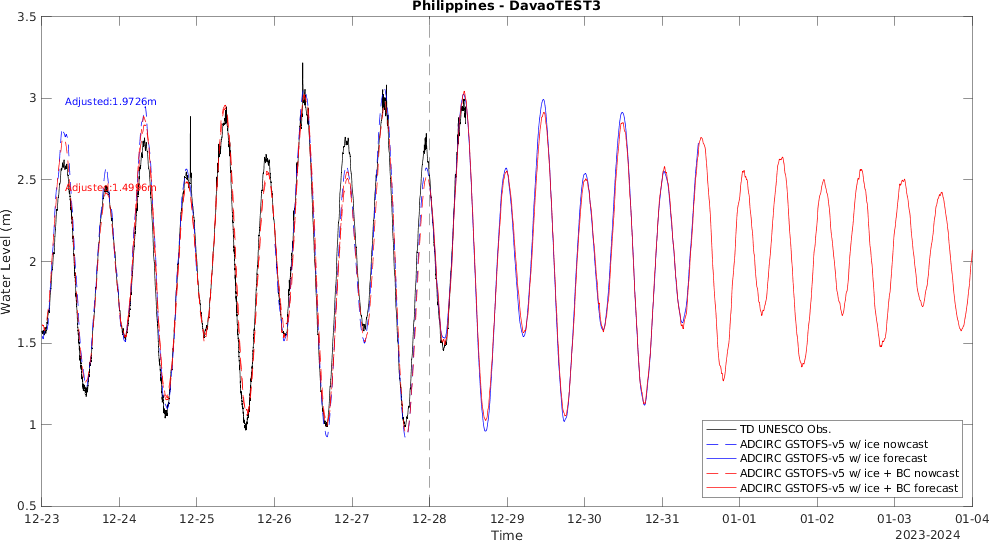 Philippines - DavaoTEST3
Water Level (m)
3.5
3
2.5
2
1.5
1
0.5
Adjusted:1.9726m
Adjusted:1.4996m
TD UNESCO Obs.
ADCIRC GSTOFS-v5 w/ ice nowcast
ADCIRC GSTOFS-v5 w/ ice forecast
ADCIRC GSTOFS-v5 w/ ice + BC nowcast
ADCIRC GSTOFS-v5 w/ ice + BC forecast
12-23 12-24 12-25 12-26 12-27 12-28 12-29 12-30 12-31 01-01 01-02 01-03 01-04
Time
2023-2024